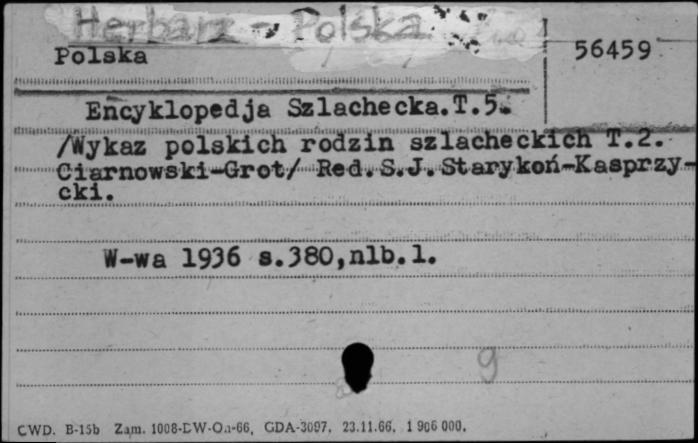 Herbarz - Polska
Polska
56459
Encyklopedja Szlachecka.T.5.
/Wykaz polskich rodzin szlacheckich T.2.
Ciarnowski-Grot/ Red.S.J.Starykoń-Kasprzy-
cki.
W-wa 1936 s.380,nlb.1.
9
CWD. B-15b Zam. 1008-DW-On-66, GDA-3097, 23.11.66, 1 906 000,